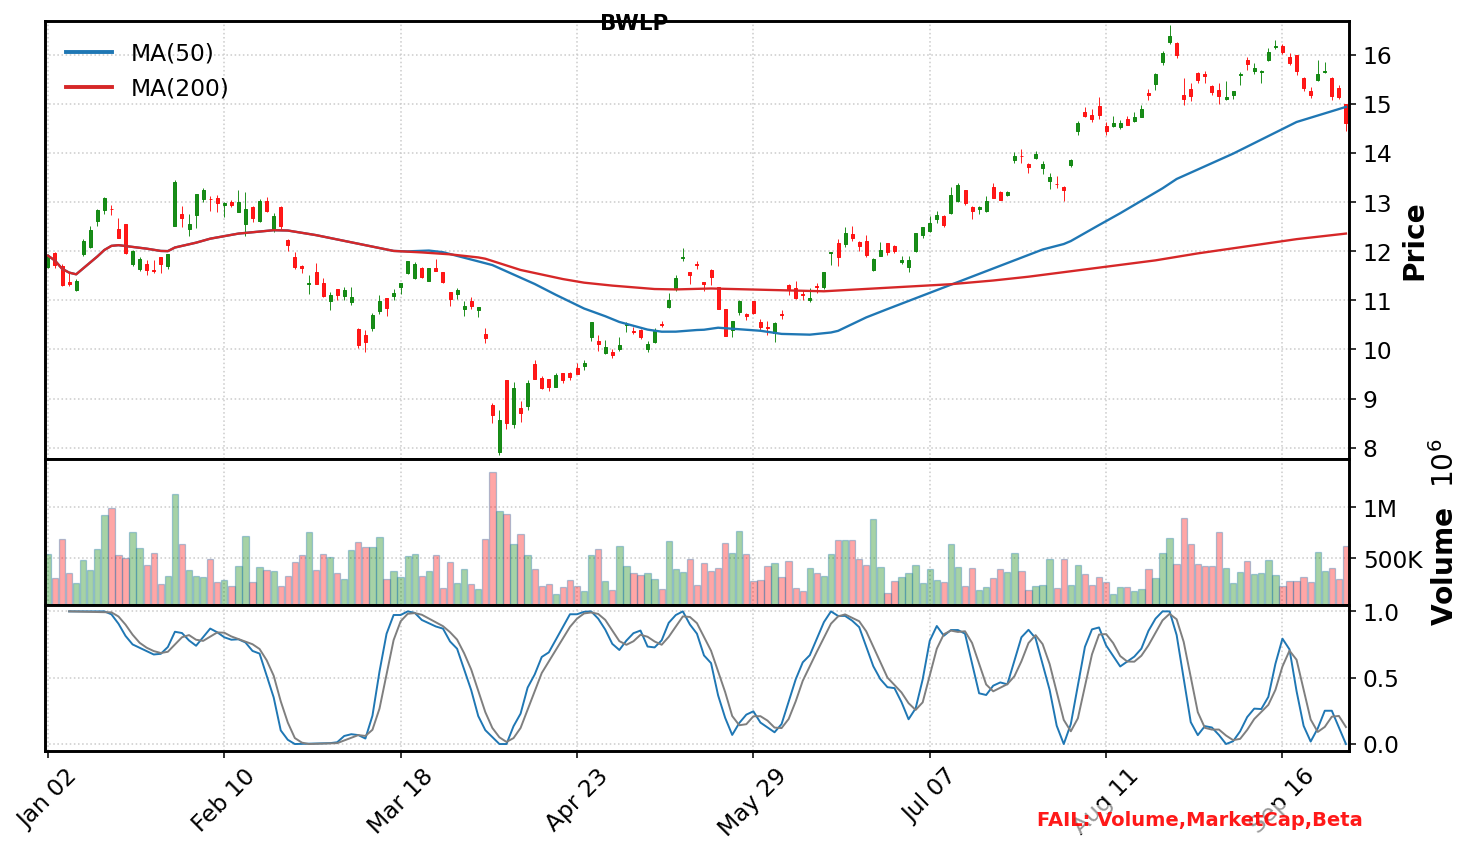 BWLP
MA(50)
MA(200)
16
15
14
13
12
11
10
9
8
Price
1M
500K
Volume 10^6
1.0
0.5
0.0
Jan 02
Feb 10
Mar 18
Apr 23
May 29
Jul 07
Aug 11
Sep 16
FAIL: Volume,MarketCap,Beta